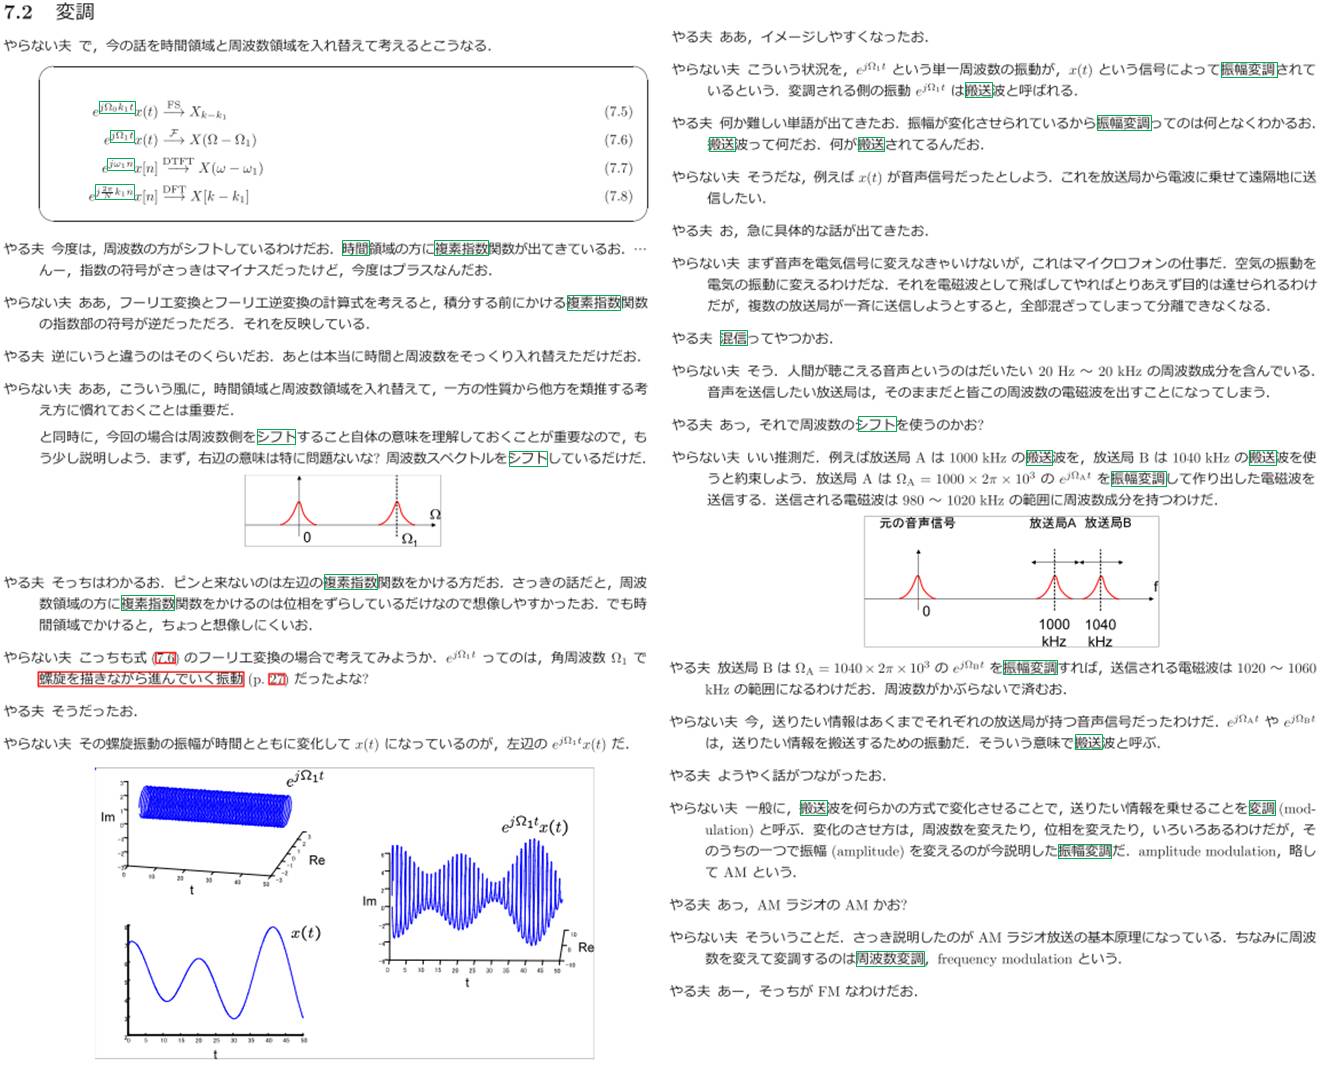 7.2 変調
やらない夫 で，今の話を時間領域と周波数領域を入れ替えて考えるとこうなる．
e^{jΩ_0 k_1 t} x(t) \xrightarrow{FS} X_{k−k_1} (7.5)
e^{jΩ_1 t} x(t) \xrightarrow{F} X(Ω − Ω_1) (7.6)
e^{jω_1 n} x[n] \xrightarrow{DTFT} X(ω − ω_1) (7.7)
e^{j\frac{2π}{N} k_1 n} x[n] \xrightarrow{DFT} X[k − k_1] (7.8)
やる夫 今度は，周波数の方がシフトしているわけだお．時間領域の方に複素指数関数が出てきているお．…
んー，指数の符号がさっきはマイナスだったけど，今度はプラスなんだお．
やらない夫 ああ，フーリエ変換とフーリエ逆変換の計算式を考えると，積分する前にかける複素指数関数
の指数部の符号が逆だっただろ．それを反映している．
やる夫 逆にいうと違うのはそのくらいだお．あとは本当に時間と周波数をそっくり入れ替えただけだお．
やらない夫 ああ，こういう風に，時間領域と周波数領域を入れ替えて，一方の性質から他方を類推する考
え方に慣れておくことは重要だ．
と同時に，今回の場合は周波数側をシフトすること自体の意味を理解しておくことが重要なので，も
う少し説明しよう．まず，右辺の意味は特に問題ないな? 周波数スペクトルをシフトしているだけだ．
Ω
0 Ω_1
やる夫 そっちはわかるお．ピンと来ないのは左辺の複素指数関数をかける方だお．さっきの話だと，周波
数領域の方に複素指数関数をかけるのは位相をずらしているだけなので想像しやすかったお．でも時
間領域でかけると，ちょっと想像しにくいお．
やらない夫 こっちも式 (7.6) のフーリエ変換の場合で考えてみようか．e^{jΩ_1 t} ってのは，角周波数 Ω_1 で
螺旋を描きながら進んでいく振動 (p. 27) だったよな?
やる夫 そうだったお．
やらない夫 その螺旋振動の振幅が時間とともに変化して x(t) になっているのが，左辺の e^{jΩ_1 t} x(t) だ．
e^{jΩ_1 t}
Im
Re
0 10 20 30 40 50
t
e^{jΩ_1 t} x(t)
Im
Re
0 5 10 15 20 25 30 35 40 45 50
t
x(t)
0 5 10 15 20 25 30 35 40 45 50
t
やる夫 ああ，イメージしやすくなったお．
やらない夫 こういう状況を，e^{jΩ_1 t} という単一周波数の振動が，x(t) という信号によって振幅変調されて
いるという．変調される側の振動 e^{jΩ_1 t} は搬送波と呼ばれる．
やる夫 何か難しい単語が出てきたお．振幅が変化させられているから振幅変調ってのは何となくわかるお．
搬送波って何だお．何が搬送されてるんだお．
やらない夫 そうだな，例えば x(t) が音声信号だったとしよう．これを放送局から電波に乗せて遠隔地に送
信したい．
やる夫 お，急に具体的な話が出てきたお．
やらない夫 まず音声を電気信号に変えなきゃいけないが，これはマイクロフォンの仕事だ．空気の振動を
電気の振動に変えるわけだな．それを電磁波として飛ばしてやればとりあえず目的は達せられるわけ
だが，複数の放送局が一斉に送信しようとすると，全部混ざってしまって分離できなくなる．
やる夫 混信ってやつかお．
やらない夫 そう．人間が聴こえる音声というのはだいたい 20 Hz ～ 20 kHz の周波数成分を含んでいる．
音声を送信したい放送局は，そのままだと皆この周波数の電磁波を出すことになってしまう．
やる夫 あっ，それで周波数のシフトを使うのかお?
やらない夫 いい推測だ．例えば放送局 A は 1000 kHz の搬送波を，放送局 B は 1040 kHz の搬送波を使
うと約束しよう．放送局 A は Ω_A = 1000 × 2π × 10^3 の e^{jΩ_A t} を振幅変調して作り出した電磁波を
送信する．送信される電磁波は 980 ～ 1020 kHz の範囲に周波数成分を持つわけだ．
元の音声信号 放送局A 放送局B
f
0 1000 kHz 1040 kHz
やる夫 放送局 B は Ω_A = 1040 × 2π × 10^3 の e^{jΩ_B t} を振幅変調すれば，送信される電磁波は 1020 ～ 1060
kHz の範囲になるわけだお．周波数がかぶらないで済むお．
やらない夫 今，送りたい情報はあくまでそれぞれの放送局が持つ音声信号だったわけだ．e^{jΩ_A t} や e^{jΩ_B t}
は，送りたい情報を搬送するための振動だ．そういう意味で搬送波と呼ぶ．
やる夫 ようやく話がつながったお．
やらない夫 一般に，搬送波を何らかの方式で変化させることで，送りたい情報を乗せることを変調 (mod-
ulation) と呼ぶ．変化のさせ方は，周波数を変えたり，位相を変えたり，いろいろあるわけだが，そ
のうちの一つで振幅 (amplitude) を変えるのが今説明した振幅変調だ．amplitude modulation，略し
て AM という．
やる夫 あっ，AM ラジオの AM かお?
やらない夫 そういうことだ．さっき説明したのが AM ラジオ放送の基本原理になっている．ちなみに周波
数を変えて変調するのは周波数変調，frequency modulation という．
やる夫 あー，そっちが FM なわけだお．